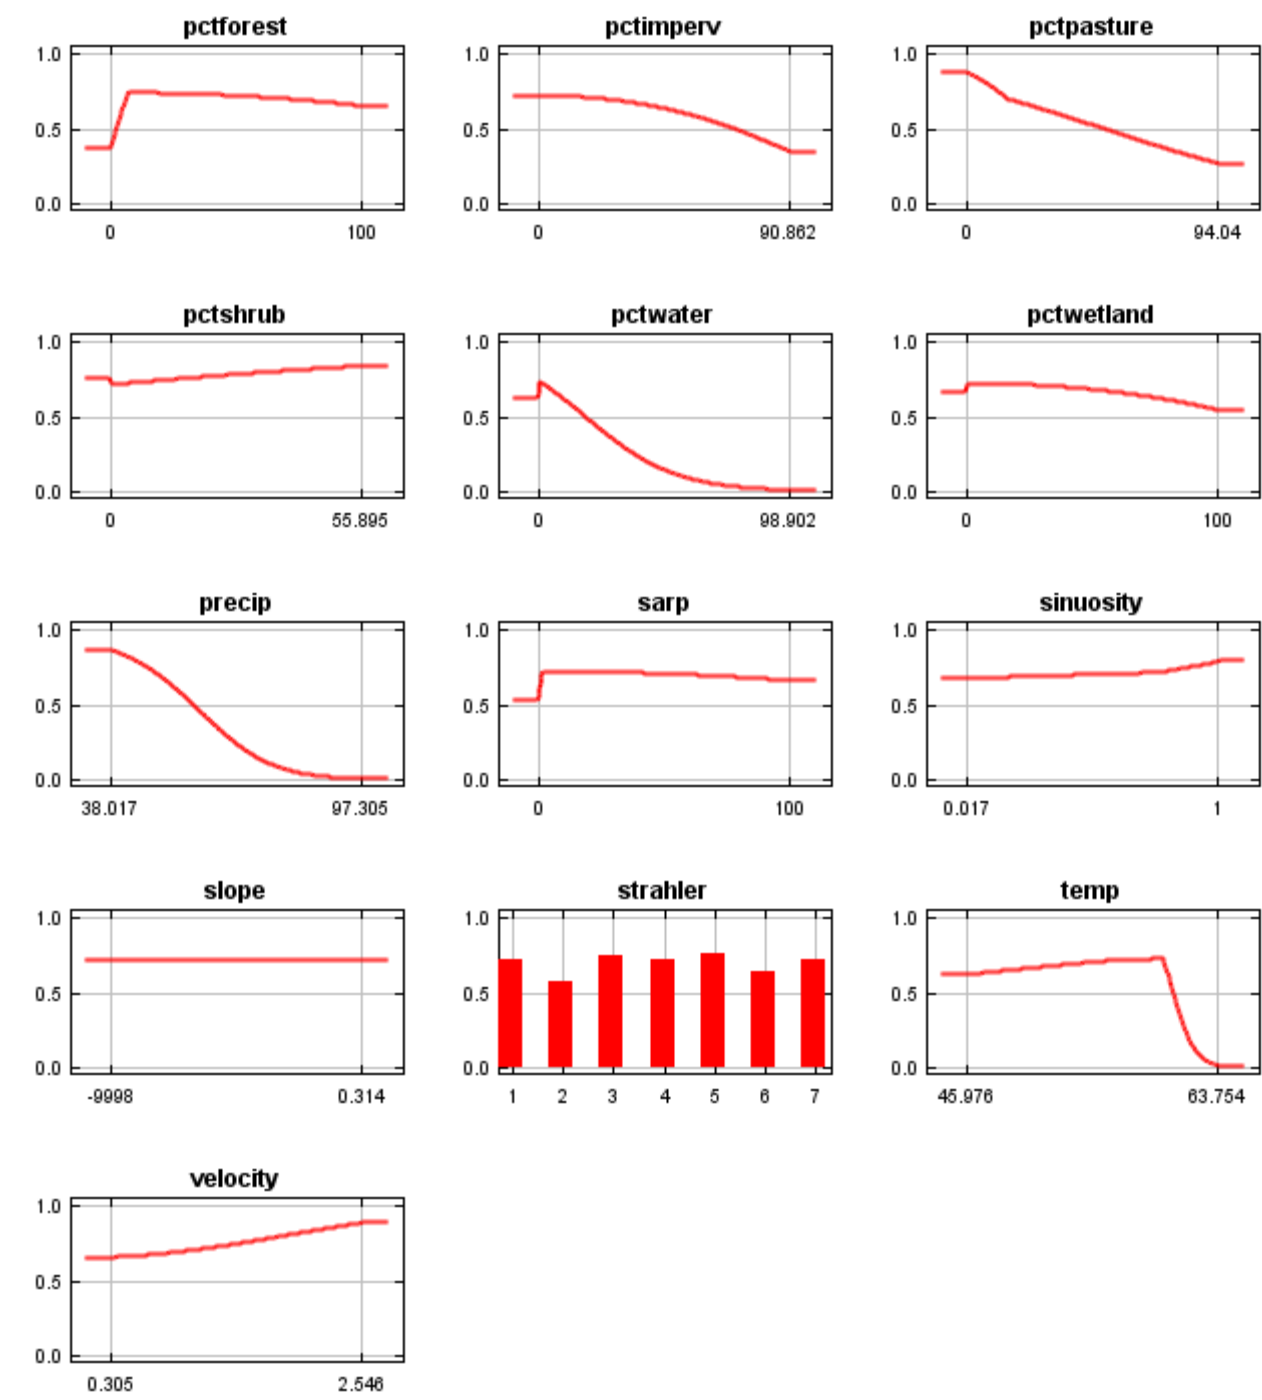 pctforest pctimperv pctpasture
1.0 1.0 1.0
0.5 0.5 0.5
0.0 0.0 0.0
0 100 0 90.862 0 94.04
pctshrub pctwater pctwetland
1.0 1.0 1.0
0.5 0.5 0.5
0.0 0.0 0.0
0 55.895 0 98.902 0 100
precip sarp sinuosity
1.0 1.0 1.0
0.5 0.5 0.5
0.0 0.0 0.0
38.017 97.305 0 100 0.017 1
slope strahler temp
1.0 1.0 1.0
0.5 0.5 0.5
0.0 0.0 0.0
-9998 0.314 1 2 3 4 5 6 7 45.976 63.754
velocity
1.0
0.5
0.0
0.305 2.546